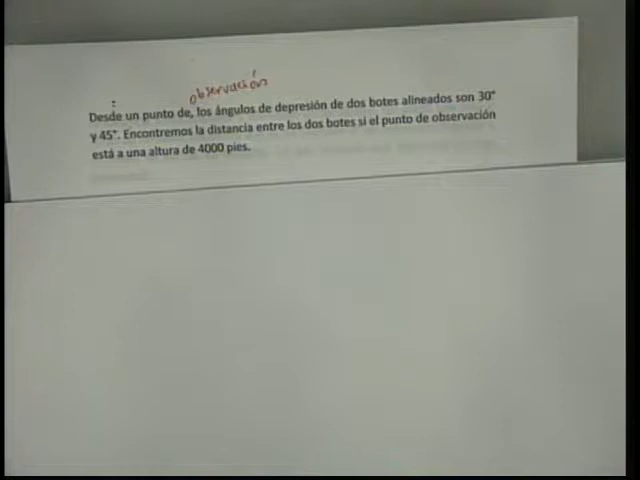 observación
Desde un punto de, los ángulos de depresión de dos botes alineados son 30°
y 45°. Encontremos la distancia entre los dos botes si el punto de observación
está a una altura de 4000 pies.